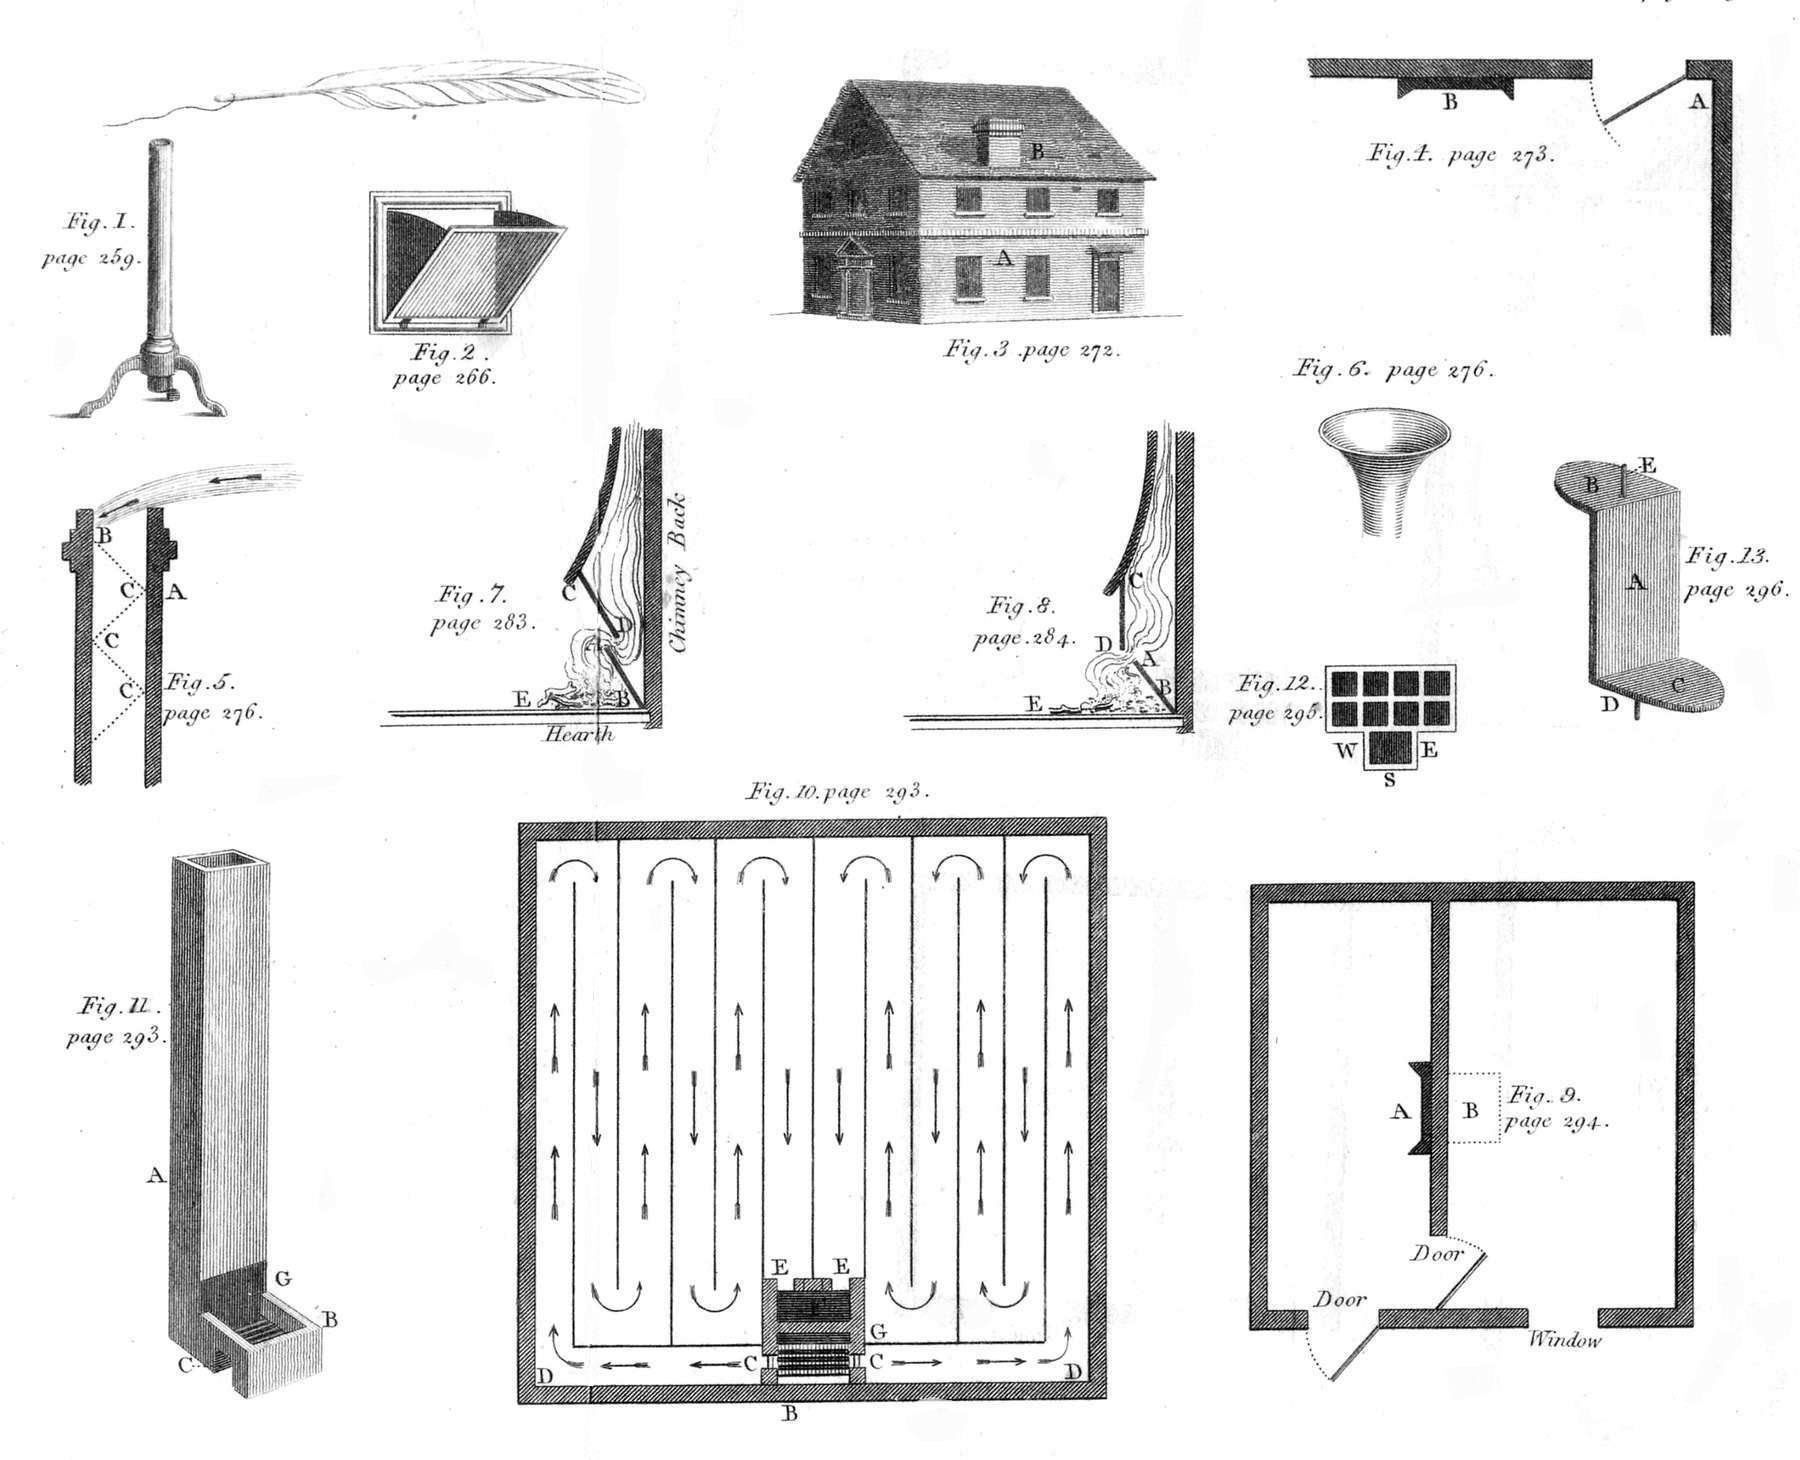 Fig. 1.
page 259.
Fig. 2.
page 266.
B
A
Fig. 3. page 272.
B
A
Fig. 4. page 273.
B
C
A
C
C
Fig. 5.
page 276.
Fig. 6. page 276.
Fig. 7.
page 283.
C
D
A
E
B
Hearth
Chimney Back
Fig. 8.
page 284.
C
D
A
B
E
Fig. 12.
page 295.
W
E
S
E
B
A
C
D
Fig. 13.
page 296.
Fig. 10. page 293.
E
E
F
G
C
C
D
D
B
Fig. 11.
page 293.
A
G
B
C
A
B
Fig. 9.
page 294.
Door
Door
Window